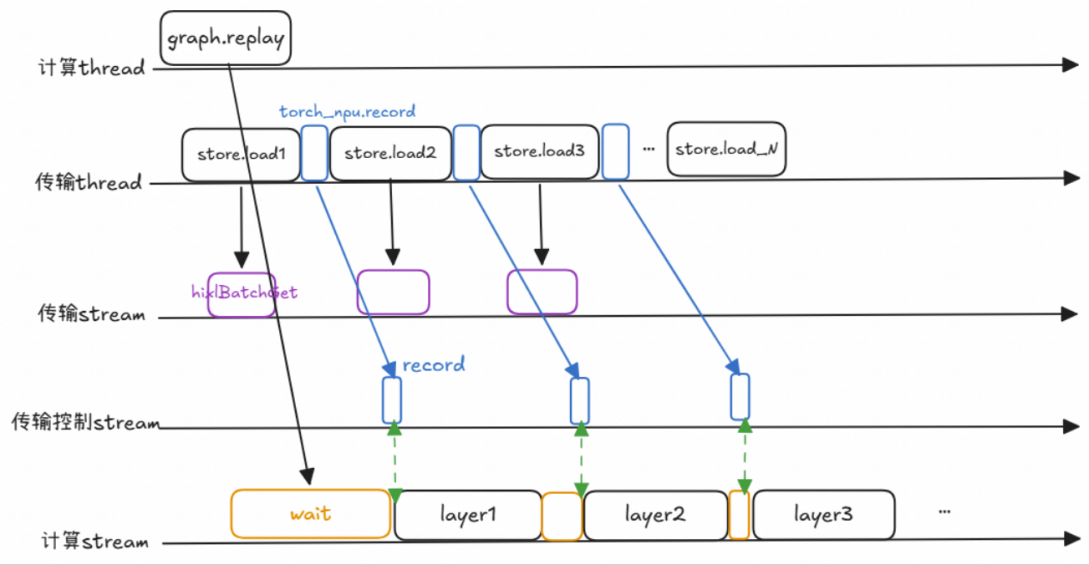 graph.replay
计算thread
torch_npu.record
store.load1
store.load2
store.load3
...
store.load_N
传输thread
hixlBatchGet
传输stream
record
传输控制stream
wait
layer1
layer2
layer3
...
计算stream